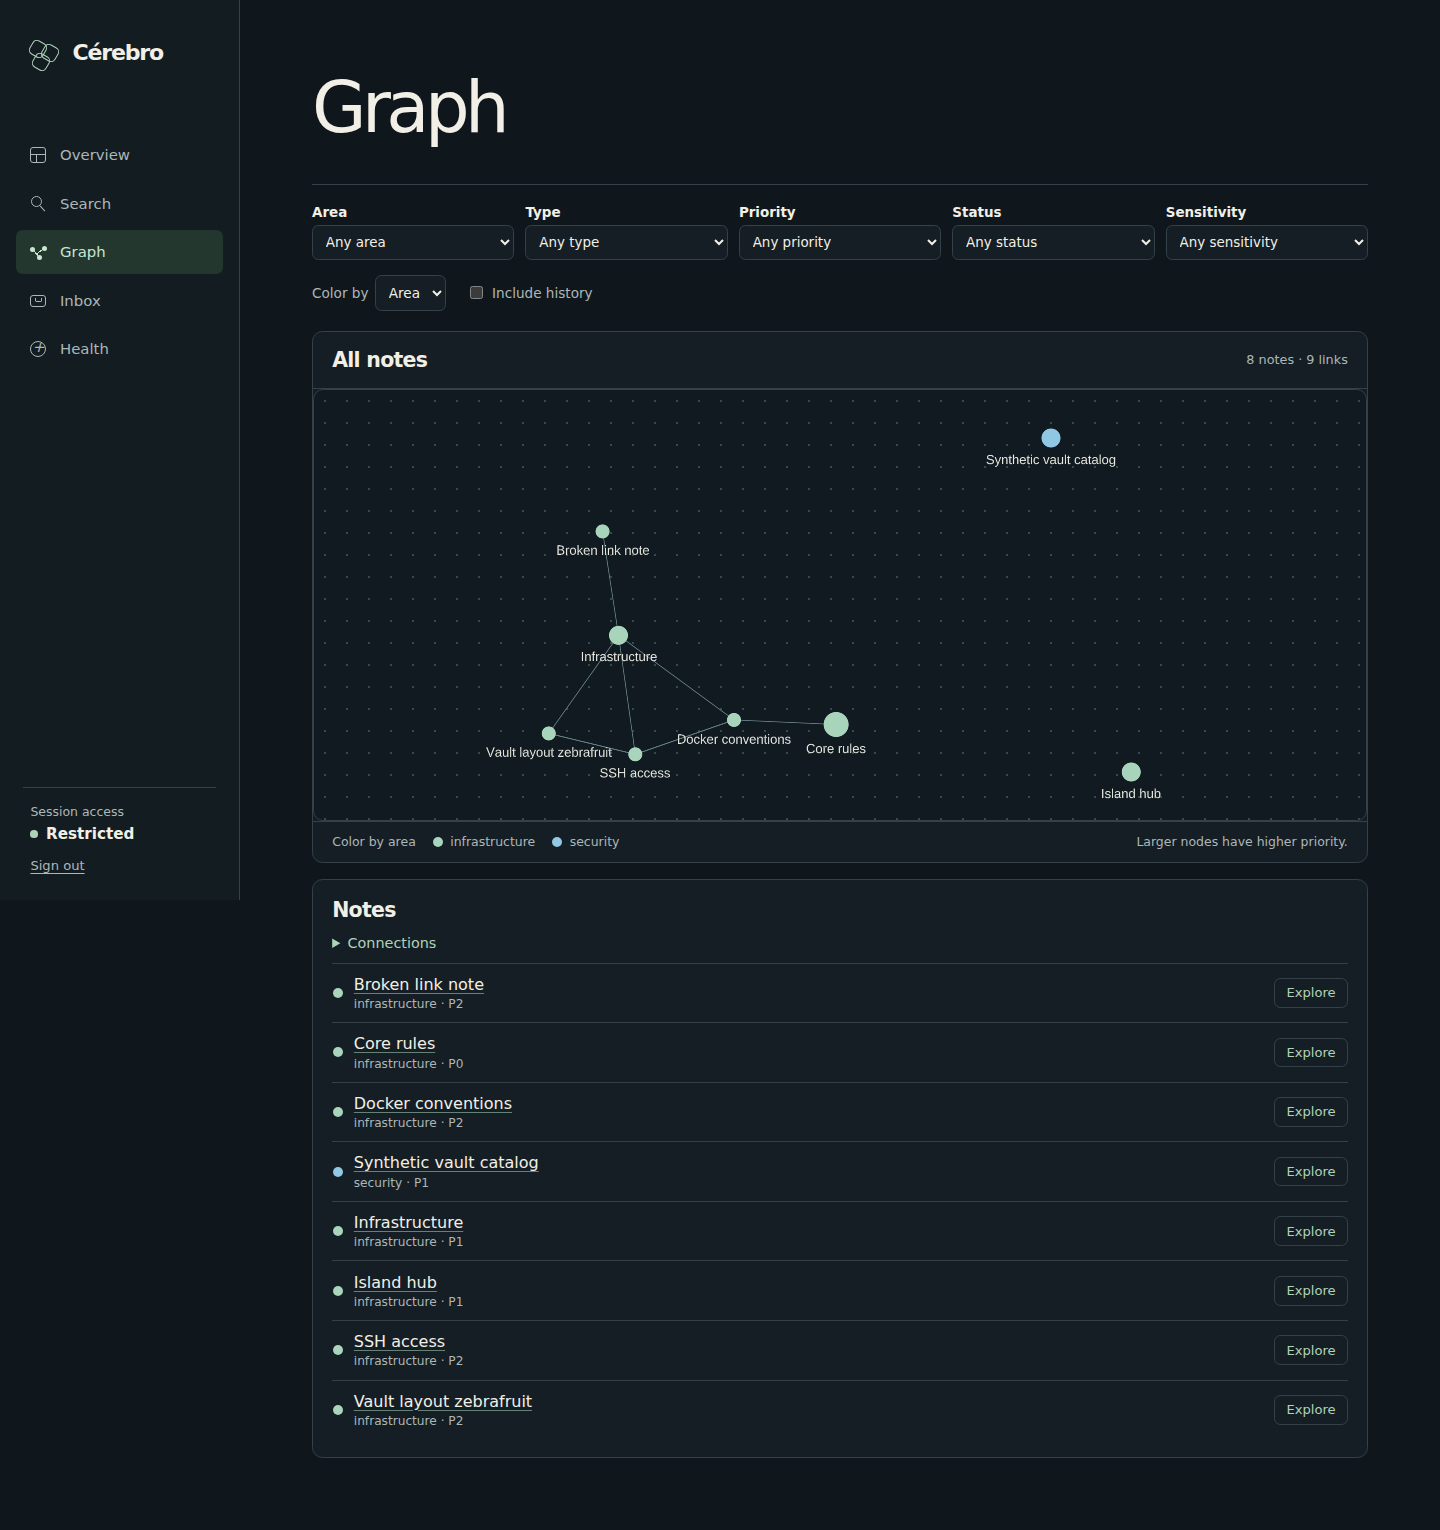 Cérebro
Overview
Search
Graph
Inbox
Health
Session access
Restricted
Sign out
Graph
Area Type Priority Status Sensitivity
Any area Any type Any priority Any status Any sensitivity
Color by Area Include history
All notes 8 notes · 9 links
Synthetic vault catalog
Broken link note
Infrastructure
Docker conventions
Core rules
Vault layout zebrafruit
SSH access
Island hub
Color by area infrastructure security Larger nodes have higher priority.
Notes
Connections
Broken link note
infrastructure · P2
Explore
Core rules
infrastructure · P0
Explore
Docker conventions
infrastructure · P2
Explore
Synthetic vault catalog
security · P1
Explore
Infrastructure
infrastructure · P1
Explore
Island hub
infrastructure · P1
Explore
SSH access
infrastructure · P2
Explore
Vault layout zebrafruit
infrastructure · P2
Explore